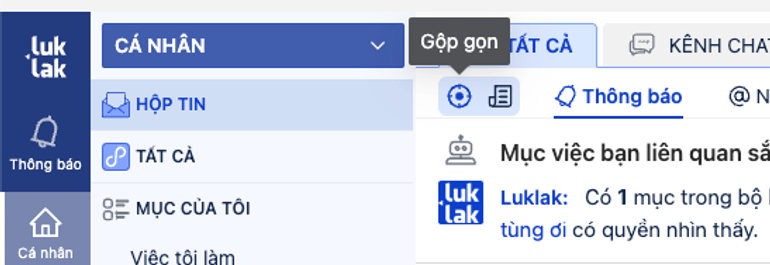 luk
lak
Thông báo
Cá nhân
CÁ NHÂN
HỘP TIN
TẤT CẢ
MỤC CỦA TÔI
Việc tôi làm
Gộp gọn
TẤT CẢ
KÊNH CHA
Thông báo
@ N
Mục việc bạn liên quan sắ
luk
lak
Luklak: Có 1 mục trong bộ
tùng ơi có quyền nhìn thấy.